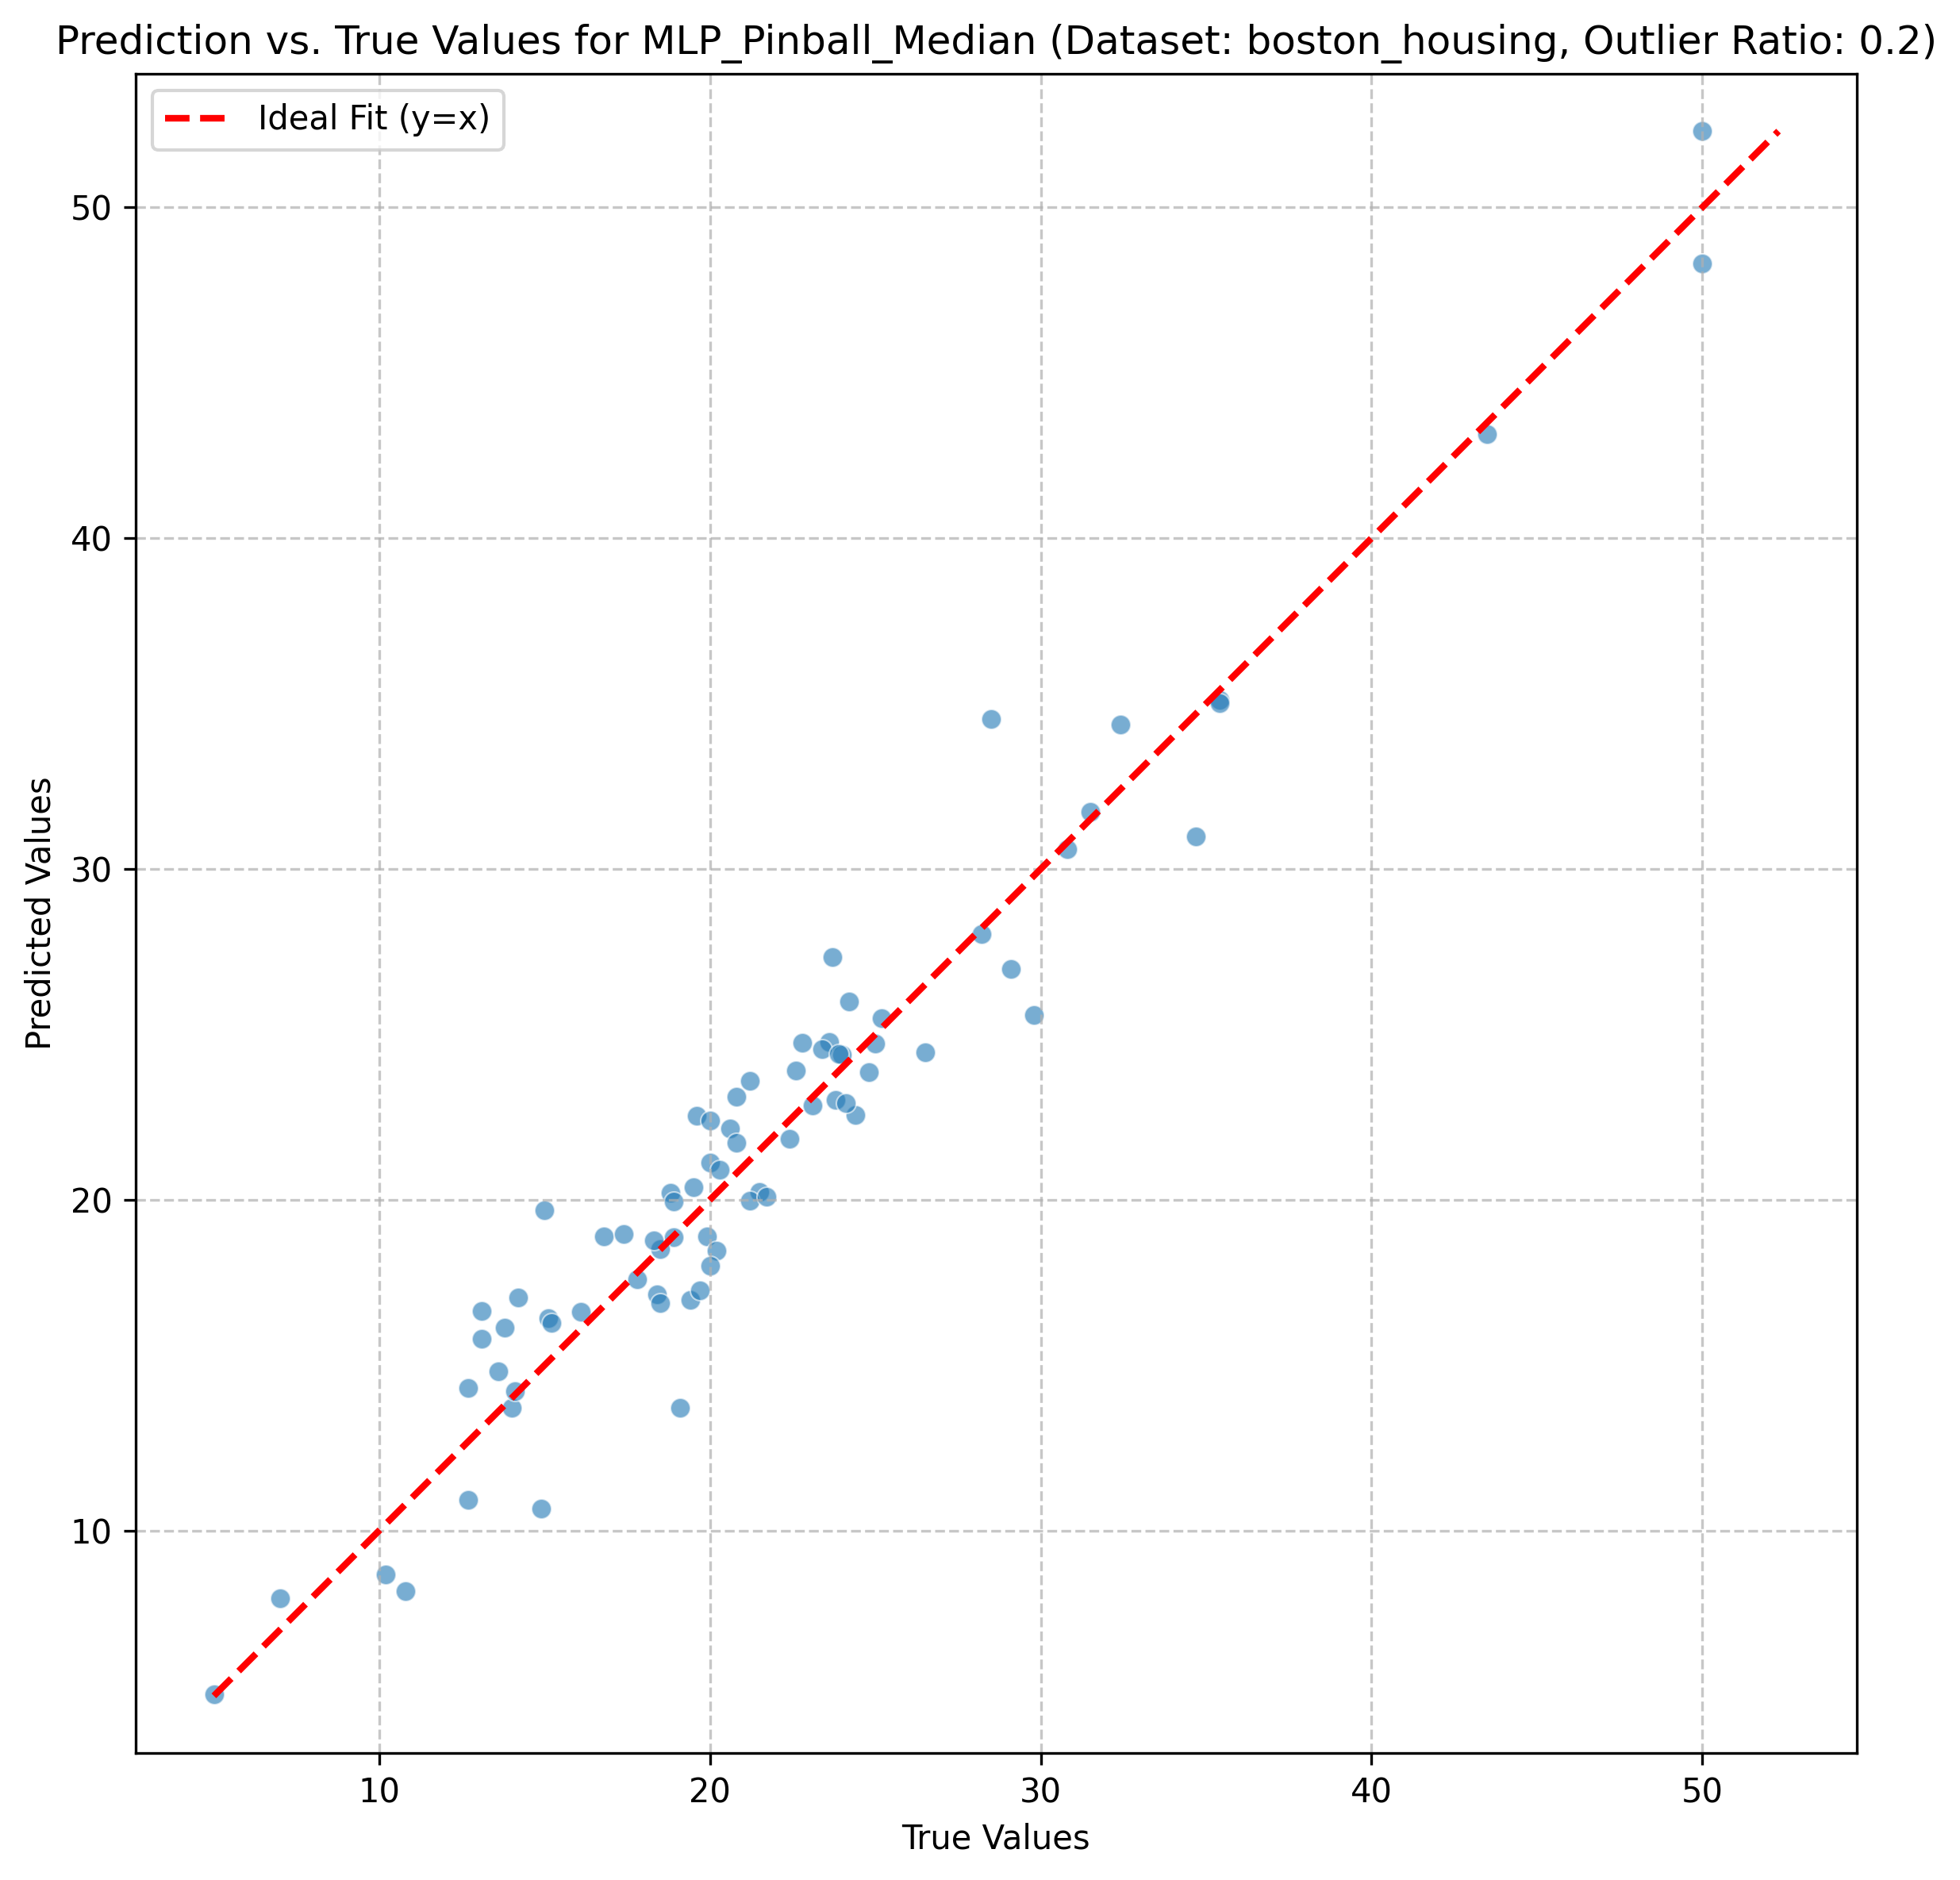 Prediction vs. True Values for MLP_Pinball_Median (Dataset: boston_housing, Outlier Ratio: 0.2)
Ideal Fit (y=x)
50
40
30
20
10
Predicted Values
10 20 30 40 50
True Values